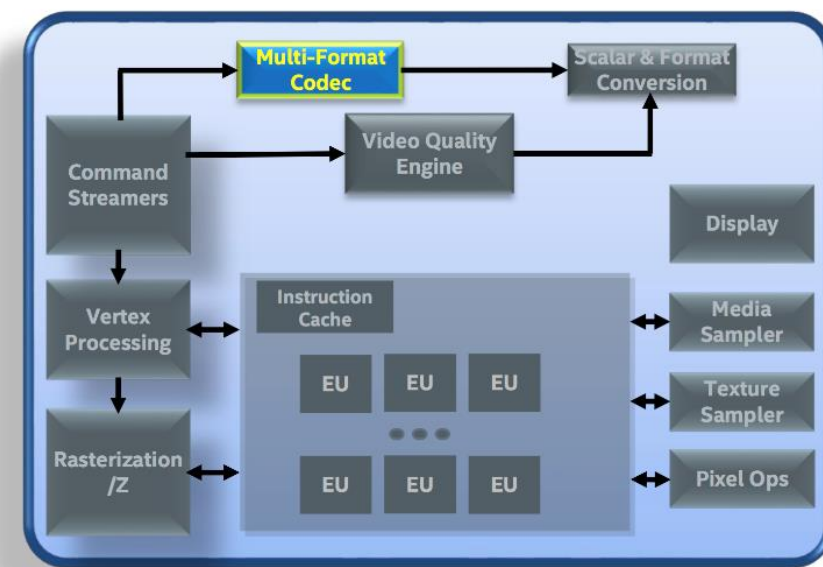 Multi-Format
Codec
Scalar & Format
Conversion
Video Quality
Engine
Command
Streamers
Display
Instruction
Cache
Vertex
Processing
Media
Sampler
EU
EU
EU
Texture
Sampler
Rasterization
/Z
EU
EU
EU
Pixel Ops